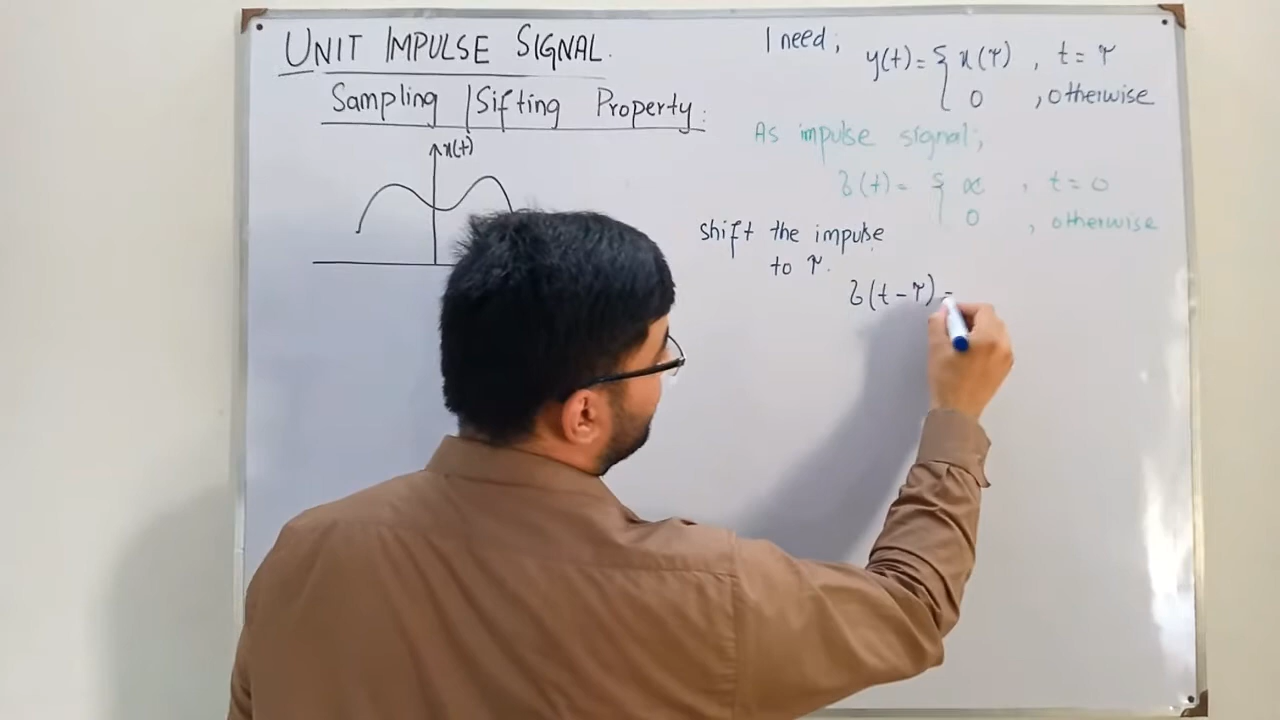 UNIT IMPULSE SIGNAL.
Sampling / Sifting Property:
x(t)
I need;
y(t) = { x(τ) , t = τ
0 , otherwise
As impulse signal;
δ(t) = { ∞ , t = 0
0 , otherwise
shift the impulse
to τ.
δ(t-τ) =